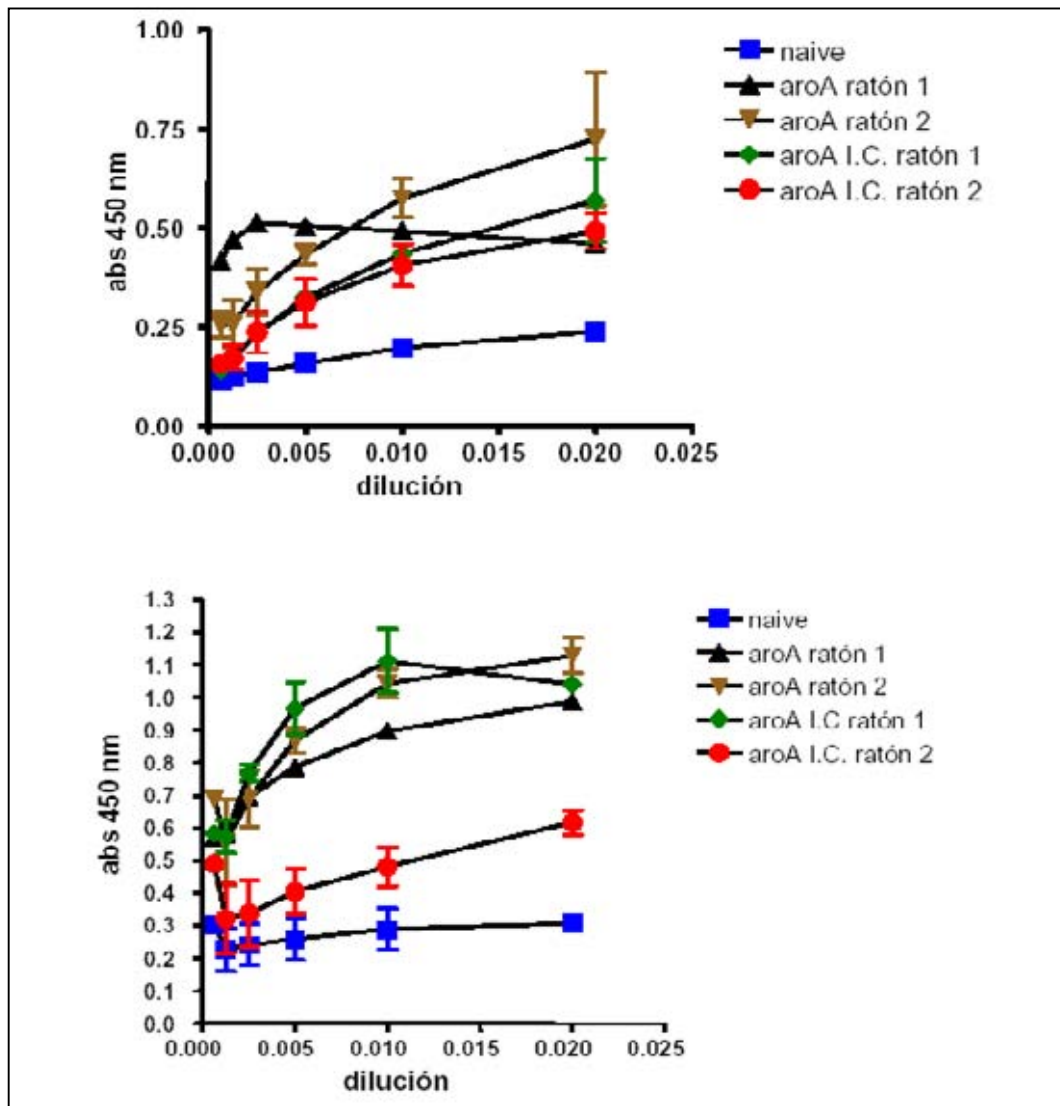 1.00
0.75
0.50
0.25
0.00
abs 450 nm
0.000 0.005 0.010 0.015 0.020 0.025
dilución
naive
aroA ratón 1
aroA ratón 2
aroA I.C. ratón 1
aroA I.C. ratón 2
1.3
1.2
1.1
1.0
0.9
0.8
0.7
0.6
0.5
0.4
0.3
0.2
0.1
0.0
abs 450 nm
0.000 0.005 0.010 0.015 0.020 0.025
dilución
naive
aroA ratón 1
aroA ratón 2
aroA I.C ratón 1
aroA I.C. ratón 2